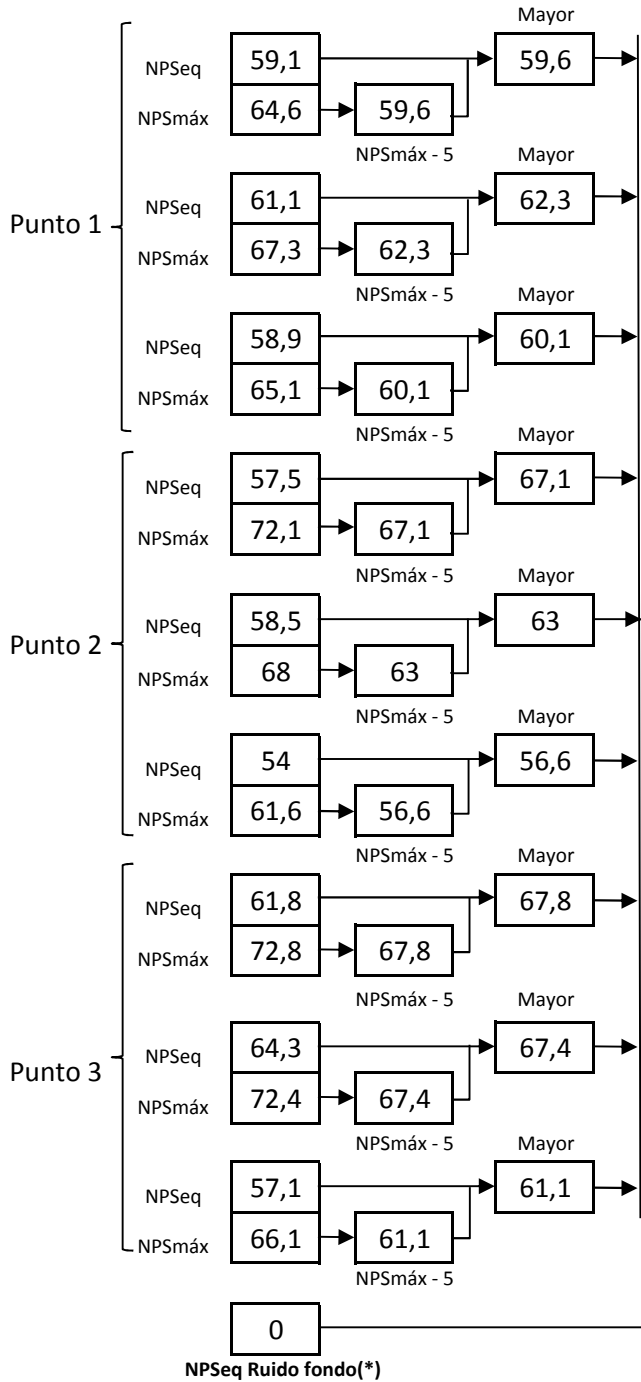 Mayor
NPSeq 59,1 59,6
NPSmáx 64,6 59,6
NPSmáx - 5
Mayor
NPSeq 61,1 62,3
Punto 1
NPSmáx 67,3 62,3
NPSmáx - 5
Mayor
NPSeq 58,9 60,1
NPSmáx 65,1 60,1
NPSmáx - 5
Mayor
NPSeq 57,5 67,1
NPSmáx 72,1 67,1
NPSmáx - 5
Mayor
NPSeq 58,5 63
Punto 2
NPSmáx 68 63
NPSmáx - 5
Mayor
NPSeq 54 56,6
NPSmáx 61,6 56,6
NPSmáx - 5
Mayor
NPSeq 61,8 67,8
NPSmáx 72,8 67,8
NPSmáx - 5
Mayor
NPSeq 64,3 67,4
Punto 3
NPSmáx 72,4 67,4
NPSmáx - 5
Mayor
NPSeq 57,1 61,1
NPSmáx 66,1 61,1
NPSmáx - 5
0
NPSeq Ruido fondo(*)